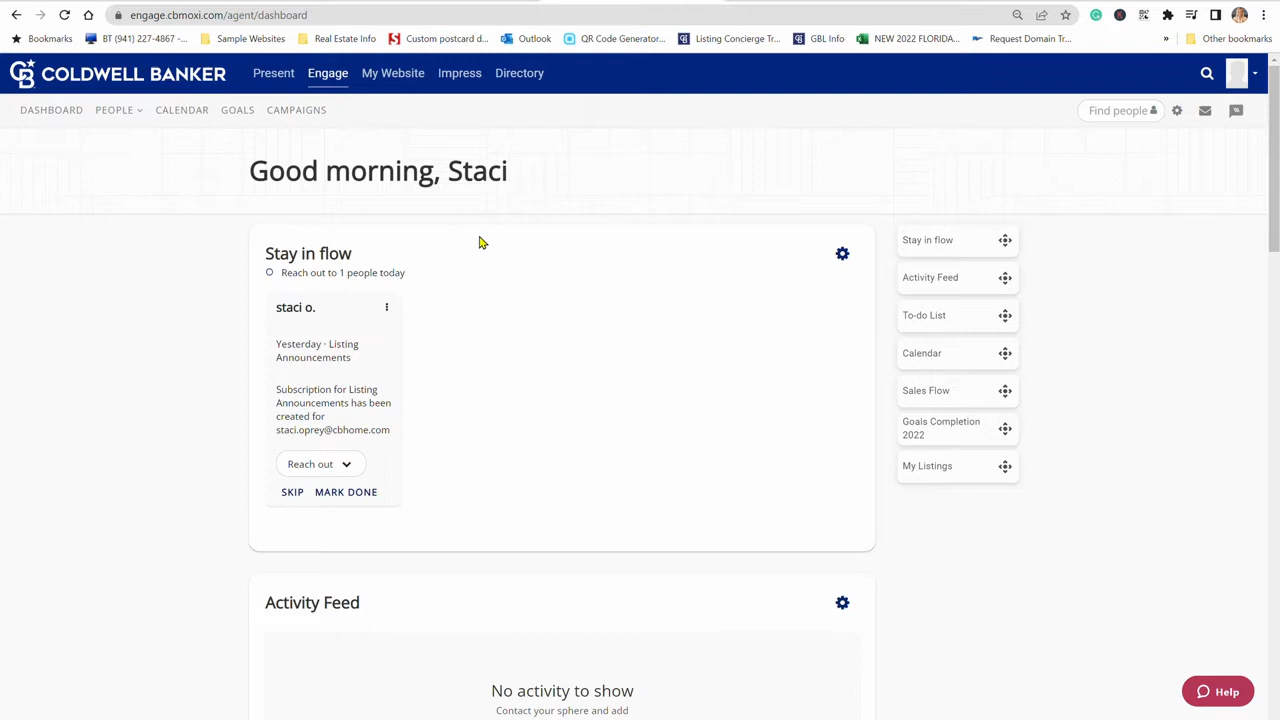 engage.cbmoxi.com/agent/dashboard
Bookmarks BT (941) 227-4867 -... Sample Websites Real Estate Info Custom postcard d... Outlook QR Code Generator... Listing Concierge Tr... GBL Info NEW 2022 FLORIDA... Request Domain Tr... » Other bookmarks
COLDWELL BANKER Present Engage My Website Impress Directory
DASHBOARD PEOPLE CALENDAR GOALS CAMPAIGNS Find people
Good morning, Staci
Stay in flow
Reach out to 1 people today
staci o.
Yesterday · Listing
Announcements
Subscription for Listing
Announcements has been
created for
staci.oprey@cbhome.com
Reach out
SKIP MARK DONE
Stay in flow
Activity Feed
To-do List
Calendar
Sales Flow
Goals Completion
2022
My Listings
Activity Feed
No activity to show
Contact your sphere and add
Help